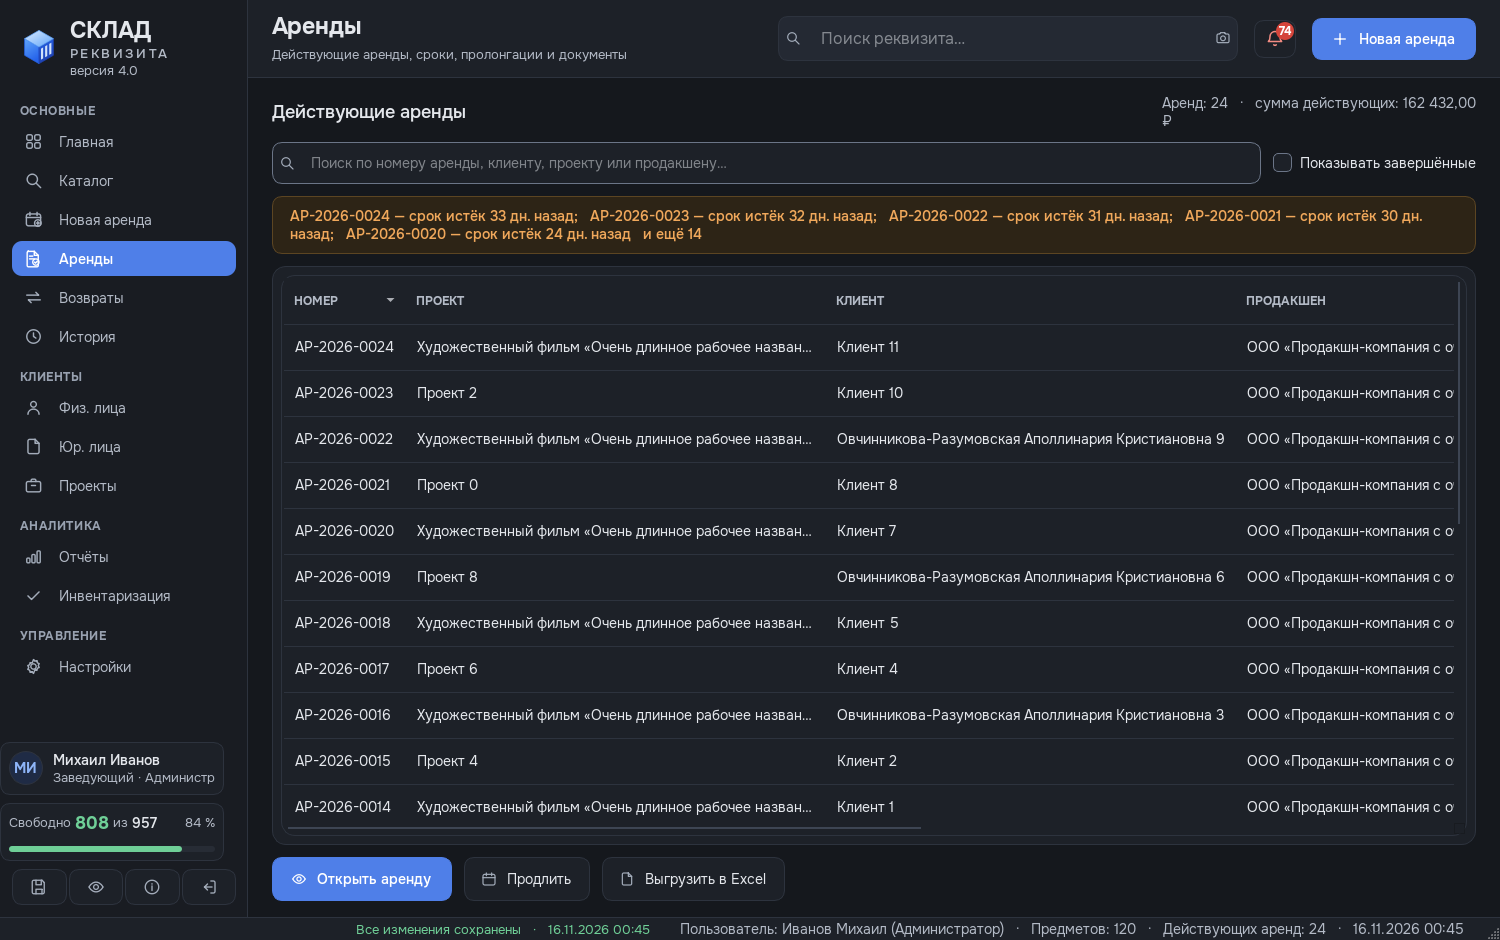 СКЛАД
РЕКВИЗИТА
версия 4.0
ОСНОВНЫЕ
Главная
Каталог
Новая аренда
Аренды
Возвраты
История
КЛИЕНТЫ
Физ. лица
Юр. лица
Проекты
АНАЛИТИКА
Отчёты
Инвентаризация
УПРАВЛЕНИЕ
Настройки
МИ
Михаил Иванов
Заведующий · Администр
Свободно 808 из 957 84 %
Аренды
Действующие аренды, сроки, пролонгации и документы
Поиск реквизита...
74
Новая аренда
Действующие аренды
Аренд: 24 · сумма действующих: 162 432,00
₽
Поиск по номеру аренды, клиенту, проекту или продакшену...
Показывать завершённые
АР-2026-0024 — срок истёк 33 дн. назад; АР-2026-0023 — срок истёк 32 дн. назад; АР-2026-0022 — срок истёк 31 дн. назад; АР-2026-0021 — срок истёк 30 дн.
назад; АР-2026-0020 — срок истёк 24 дн. назад и ещё 14
НОМЕР ПРОЕКТ КЛИЕНТ ПРОДАКШЕН
АР-2026-0024 Художественный фильм «Очень длинное рабочее назван... Клиент 11 ООО «Продакшн-компания с оч
АР-2026-0023 Проект 2 Клиент 10 ООО «Продакшн-компания с оч
АР-2026-0022 Художественный фильм «Очень длинное рабочее назван... Овчинникова-Разумовская Аполлинария Кристиановна 9 ООО «Продакшн-компания с оч
АР-2026-0021 Проект 0 Клиент 8 ООО «Продакшн-компания с оч
АР-2026-0020 Художественный фильм «Очень длинное рабочее назван... Клиент 7 ООО «Продакшн-компания с оч
АР-2026-0019 Проект 8 Овчинникова-Разумовская Аполлинария Кристиановна 6 ООО «Продакшн-компания с оч
АР-2026-0018 Художественный фильм «Очень длинное рабочее назван... Клиент 5 ООО «Продакшн-компания с оч
АР-2026-0017 Проект 6 Клиент 4 ООО «Продакшн-компания с оч
АР-2026-0016 Художественный фильм «Очень длинное рабочее назван... Овчинникова-Разумовская Аполлинария Кристиановна 3 ООО «Продакшн-компания с оч
АР-2026-0015 Проект 4 Клиент 2 ООО «Продакшн-компания с оч
АР-2026-0014 Художественный фильм «Очень длинное рабочее назван... Клиент 1 ООО «Продакшн-компания с оч
Открыть аренду
Продлить
Выгрузить в Excel
Все изменения сохранены · 16.11.2026 00:45 Пользователь: Иванов Михаил (Администратор) · Предметов: 120 · Действующих аренд: 24 · 16.11.2026 00:45